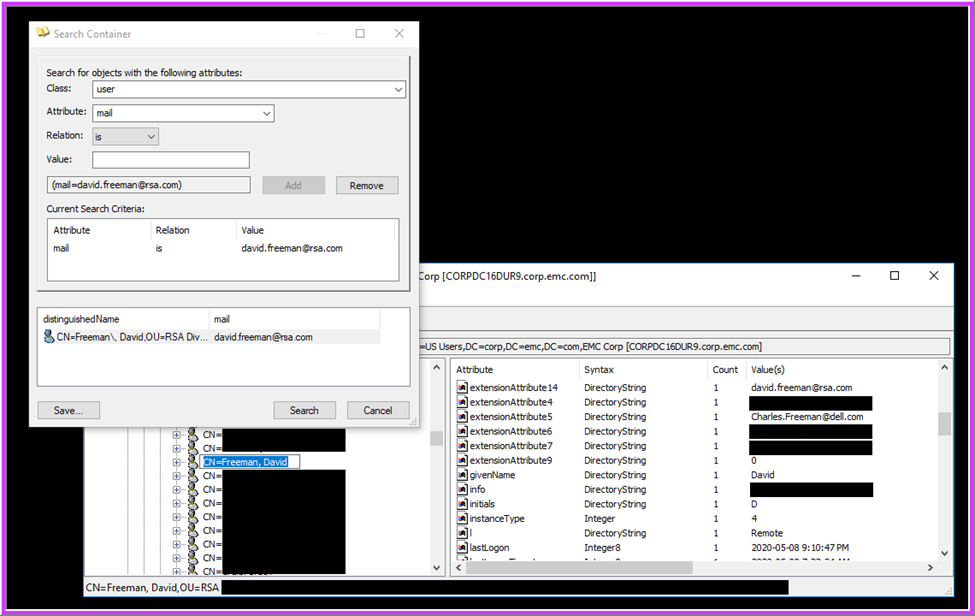 Search Container
Search for objects with the following attributes:
Class: user
Attribute: mail
Relation: is
Value:
(mail=david.freeman@rsa.com) Add Remove
Current Search Criteria:
Attribute Relation Value
mail is david.freeman@rsa.com
distinguishedName mail
CN=Freeman\, David,OU=RSA Div... david.freeman@rsa.com
Save... Search Cancel
Corp [CORPDC16DUR9.corp.emc.com]]
=US Users,DC=corp,DC=emc,DC=com,EMC Corp [CORPDC16DUR9.corp.emc.com]
CN=
CN=
CN=Freeman, David
CN=
CN=
CN=
CN=
CN=
CN=
CN=
Attribute Syntax Count Value(s)
extensionAttribute14 DirectoryString 1 david.freeman@rsa.com
extensionAttribute4 DirectoryString 1
extensionAttribute5 DirectoryString 1 Charles.Freeman@dell.com
extensionAttribute6 DirectoryString 1
extensionAttribute7 DirectoryString 1
extensionAttribute9 DirectoryString 1 0
givenName DirectoryString 1 David
info DirectoryString 1
initials DirectoryString 1 D
instanceType Integer 1 4
l DirectoryString 1 Remote
lastLogon Integer8 1 2020-05-08 9:10:47 PM
CN=Freeman, David,OU=RSA